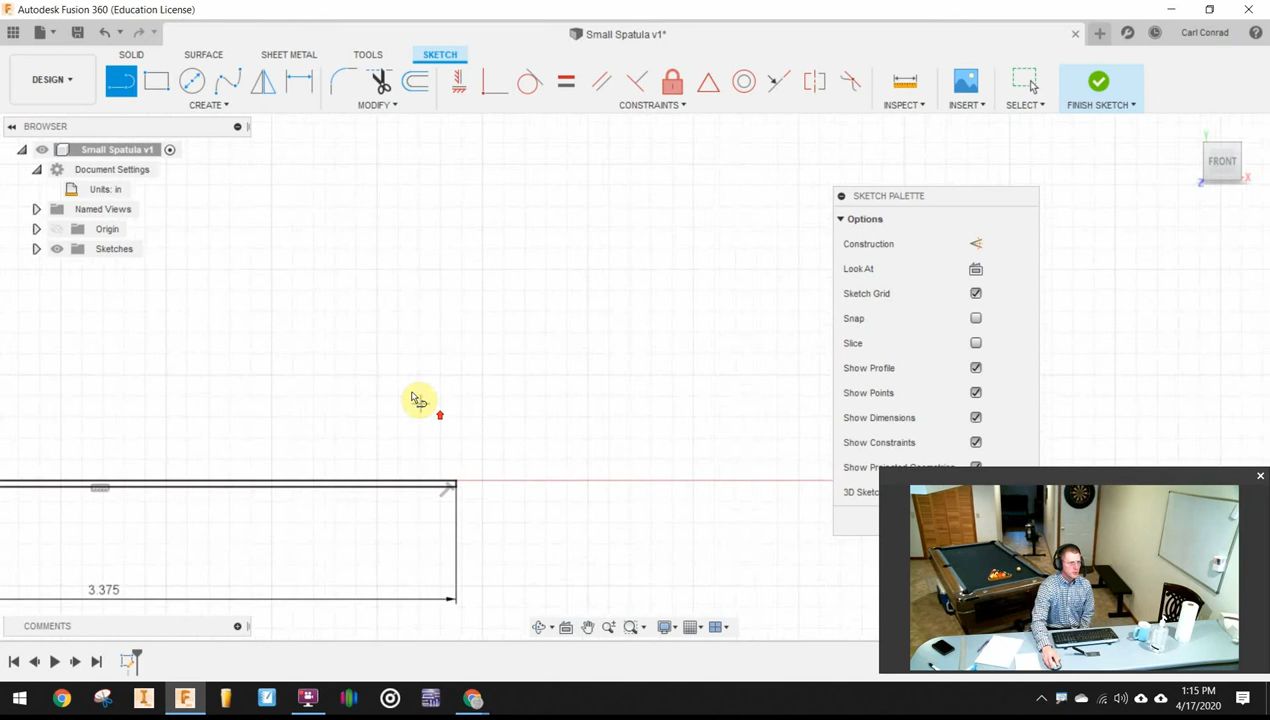 Autodesk Fusion 360 (Education License)
Small Spatula v1*
Carl Conrad
DESIGN
SOLID SURFACE SHEET METAL TOOLS SKETCH
CREATE MODIFY CONSTRAINTS INSPECT INSERT SELECT FINISH SKETCH
BROWSER
Small Spatula v1
Document Settings
Units: in
Named Views
Origin
Sketches
FRONT
X
Y
Z
SKETCH PALETTE
Options
Construction
Look At
Sketch Grid
Snap
Slice
Show Profile
Show Points
Show Dimensions
Show Constraints
3D Sketc
3.375
COMMENTS
1:15 PM
4/17/2020